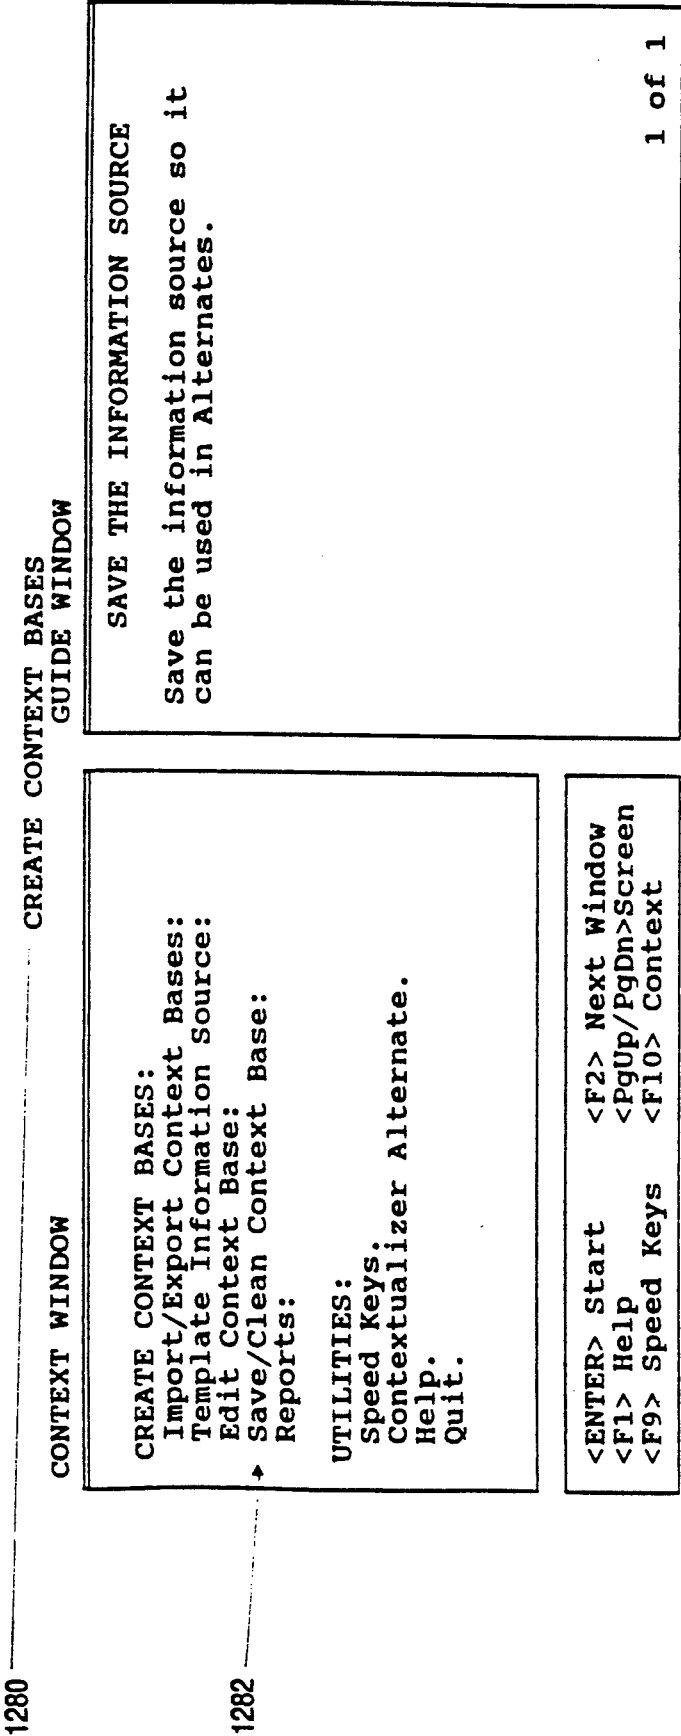 1280
CREATE CONTEXT BASES
CONTEXT WINDOW
GUIDE WINDOW
CREATE CONTEXT BASES:
Import/Export Context Bases:
Template Information Source:
Edit Context Base:
1282
Save/Clean Context Base:
Reports:
UTILITIES:
Speed Keys.
Contextualizer Alternate.
Help.
Quit.
SAVE THE INFORMATION SOURCE
Save the information source so it
can be used in Alternates.
1 of 1
<ENTER> Start <F2> Next Window
<F1> Help <PgUp/PgDn>Screen
<F9> Speed Keys <F10> Context